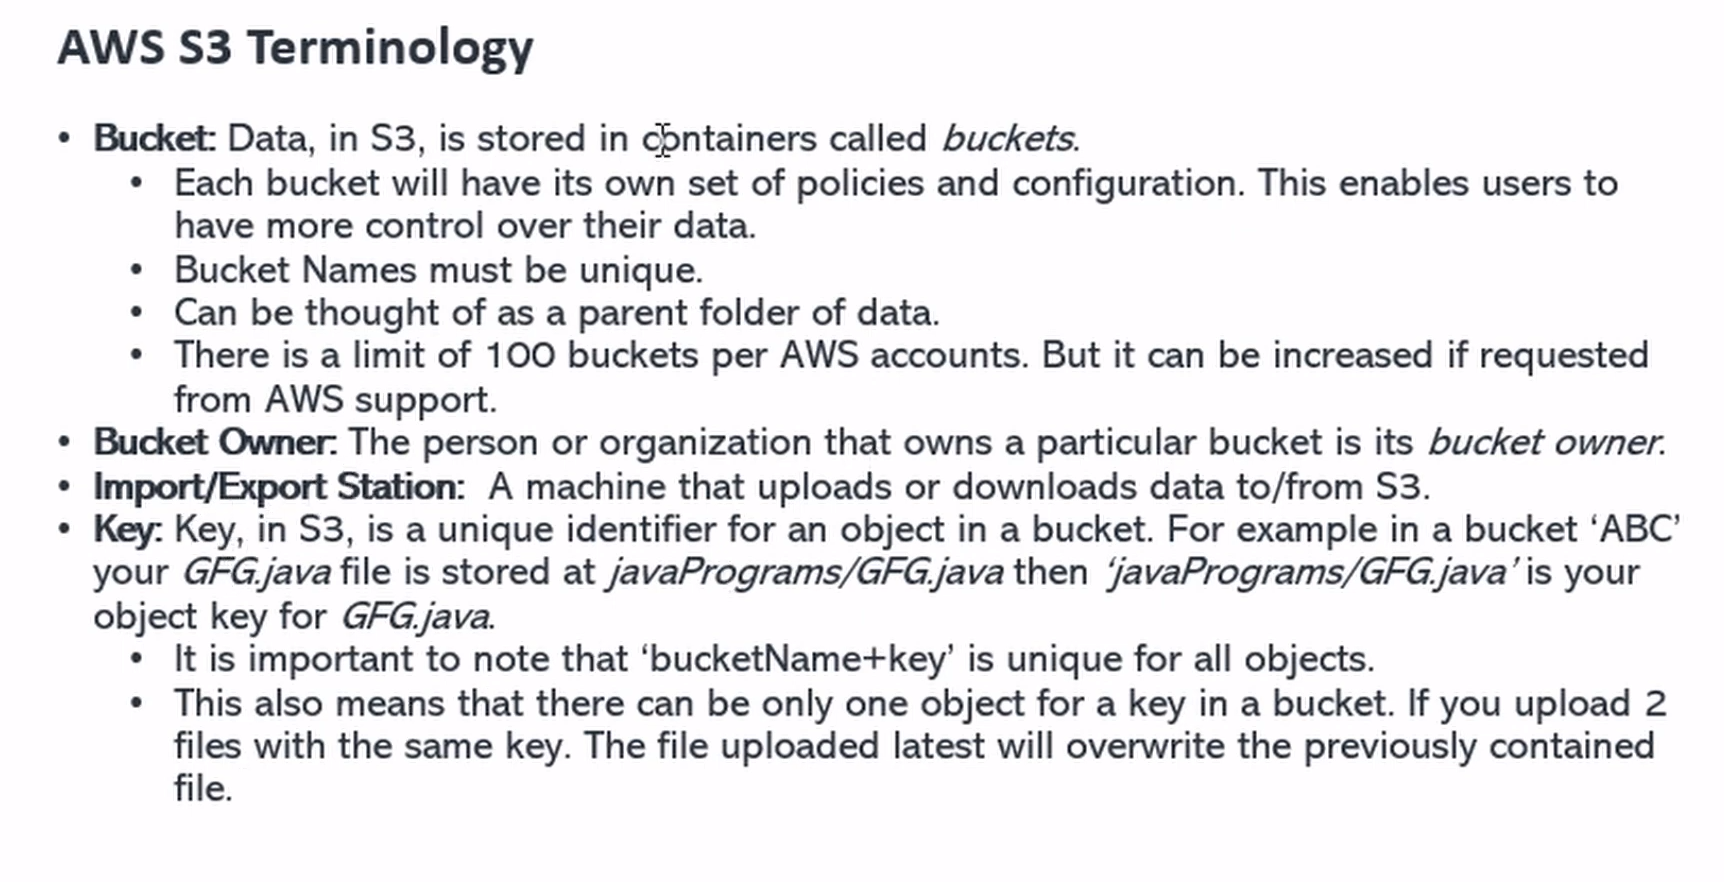 AWS S3 Terminology
• Bucket: Data, in S3, is stored in containers called buckets.
• Each bucket will have its own set of policies and configuration. This enables users to
have more control over their data.
• Bucket Names must be unique.
• Can be thought of as a parent folder of data.
• There is a limit of 100 buckets per AWS accounts. But it can be increased if requested
from AWS support.
• Bucket Owner: The person or organization that owns a particular bucket is its bucket owner.
• Import/Export Station:  A machine that uploads or downloads data to/from S3.
• Key: Key, in S3, is a unique identifier for an object in a bucket. For example in a bucket ‘ABC’
your GFG.java file is stored at javaPrograms/GFG.java then ‘javaPrograms/GFG.java’ is your
object key for GFG.java.
• It is important to note that ‘bucketName+key’ is unique for all objects.
• This also means that there can be only one object for a key in a bucket. If you upload 2
files with the same key. The file uploaded latest will overwrite the previously contained
file.